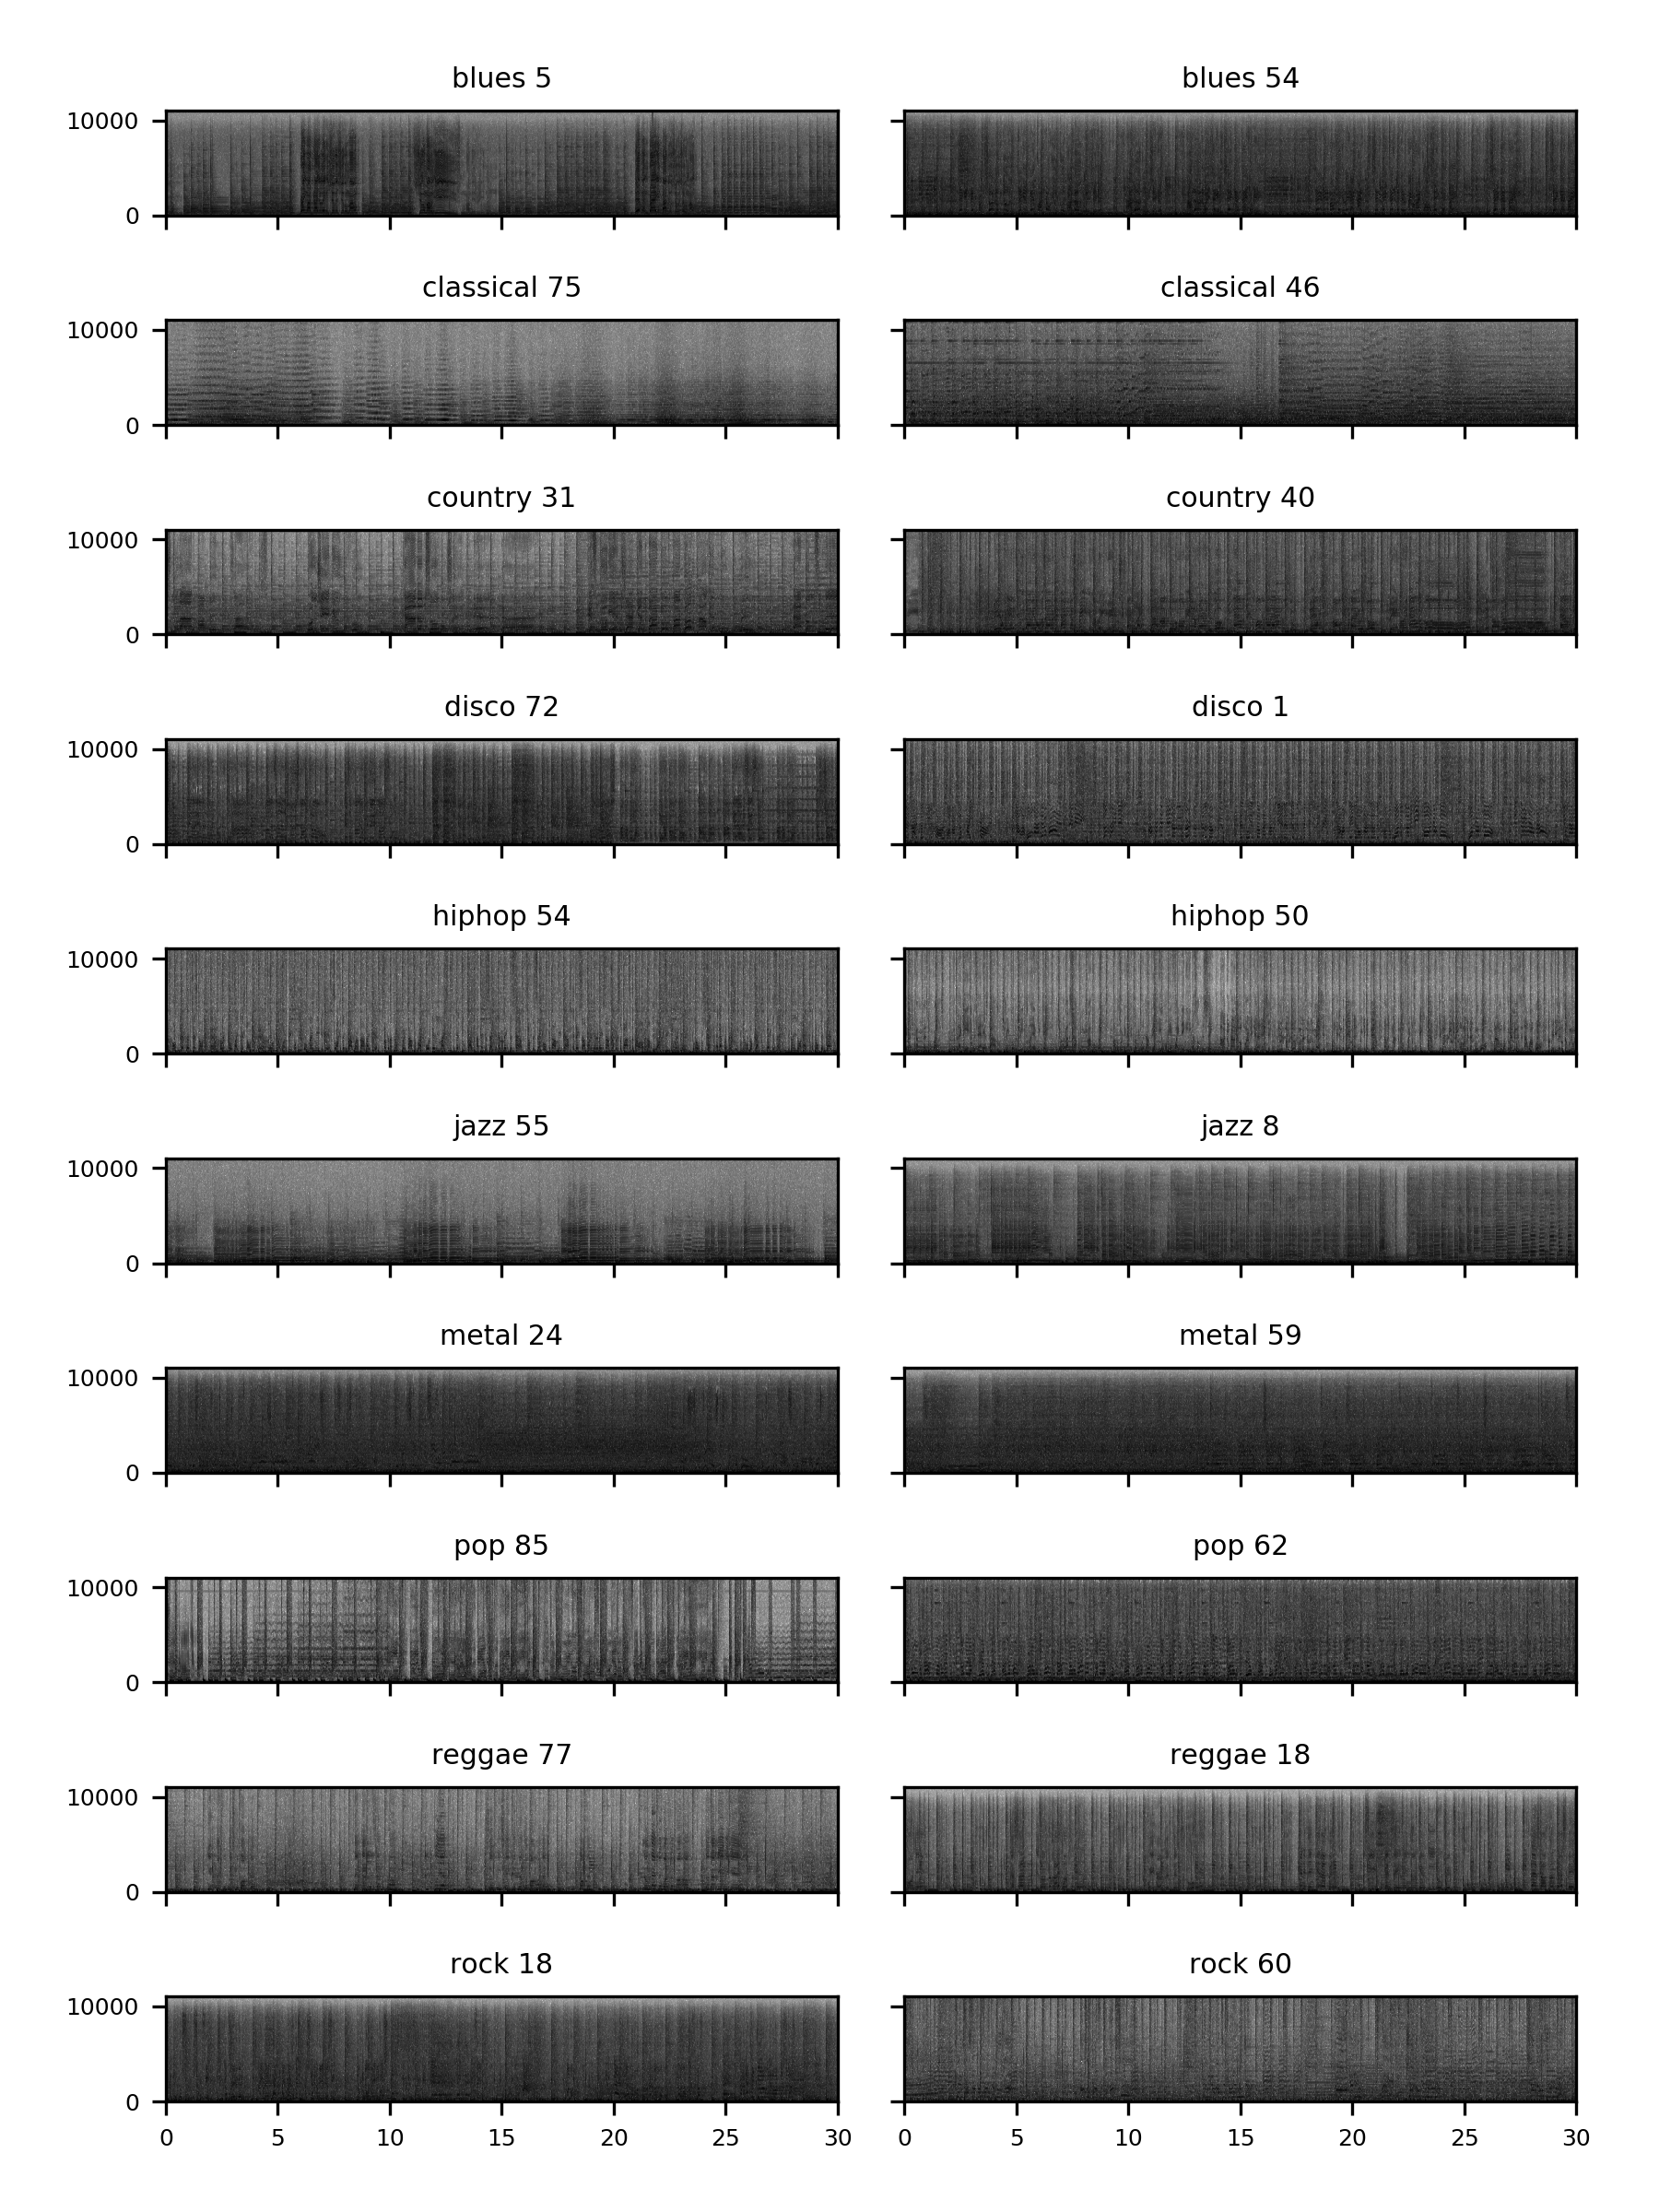 blues 5 blues 54
10000
0
classical 75 classical 46
10000
0
country 31 country 40
10000
0
disco 72 disco 1
10000
0
hiphop 54 hiphop 50
10000
0
jazz 55 jazz 8
10000
0
metal 24 metal 59
10000
0
pop 85 pop 62
10000
0
reggae 77 reggae 18
10000
0
rock 18 rock 60
10000
0
0 5 10 15 20 25 30 0 5 10 15 20 25 30